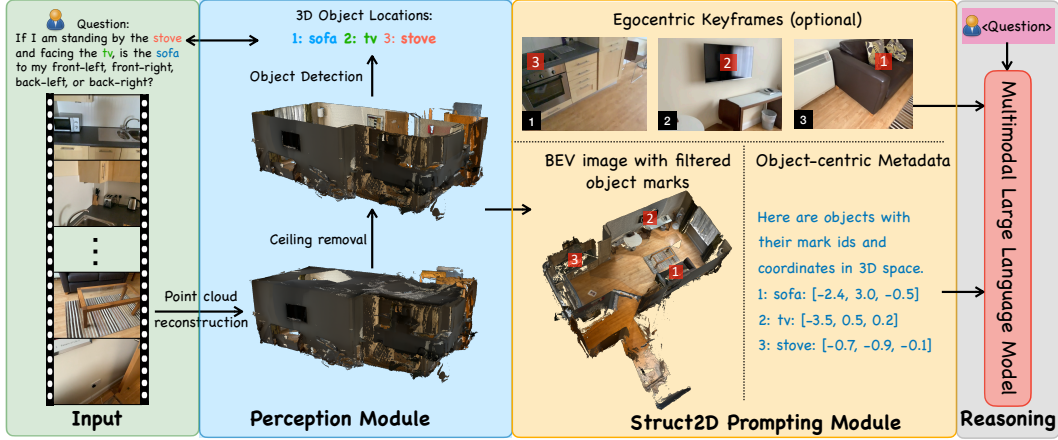 Question:
If I am standing by the stove
and facing the tv, is the sofa
to my front-left, front-right,
back-left, or back-right?
Input
3D Object Locations:
1: sofa 2: tv 3: stove
Object Detection
Ceiling removal
Point cloud
reconstruction
Perception Module
Egocentric Keyframes (optional)
3
1
2
2
1
3
BEV image with filtered
object marks
2
3
1
Object-centric Metadata
Here are objects with
their mark ids and
coordinates in 3D space.
1: sofa: [-2.4, 3.0, -0.5]
2: tv: [-3.5, 0.5, 0.2]
3: stove: [-0.7, -0.9, -0.1]
Struct2D Prompting Module
<Question>
Multimodal Large Language Model
Reasoning